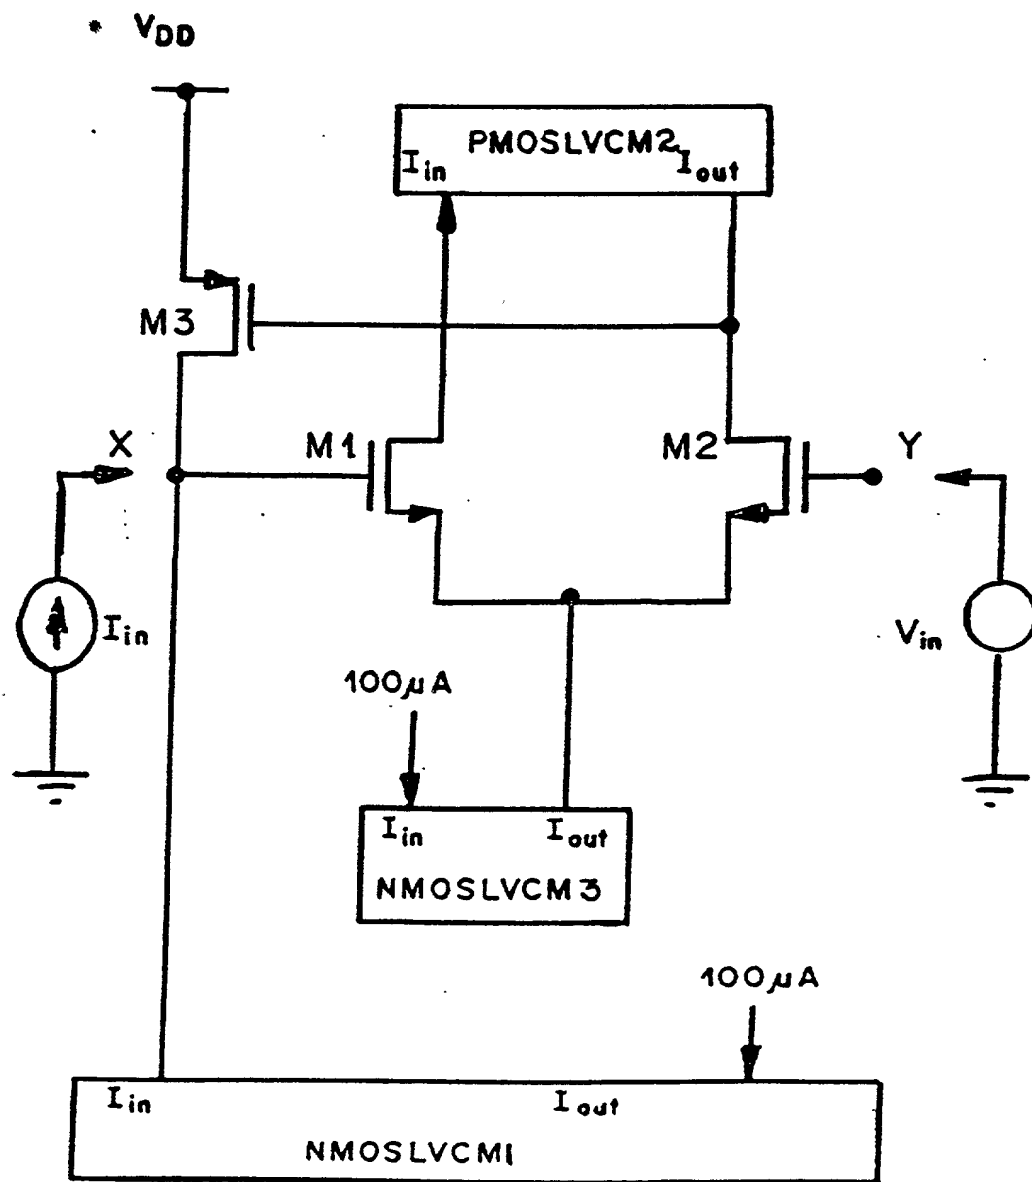 VDD
PMOSLVCM2
Iin
Iout
M3
X
M1
M2
Y
Iin
Vin
100µA
Iin
Iout
NMOSLVCM3
100µA
Iin
Iout
NMOSLVCM1